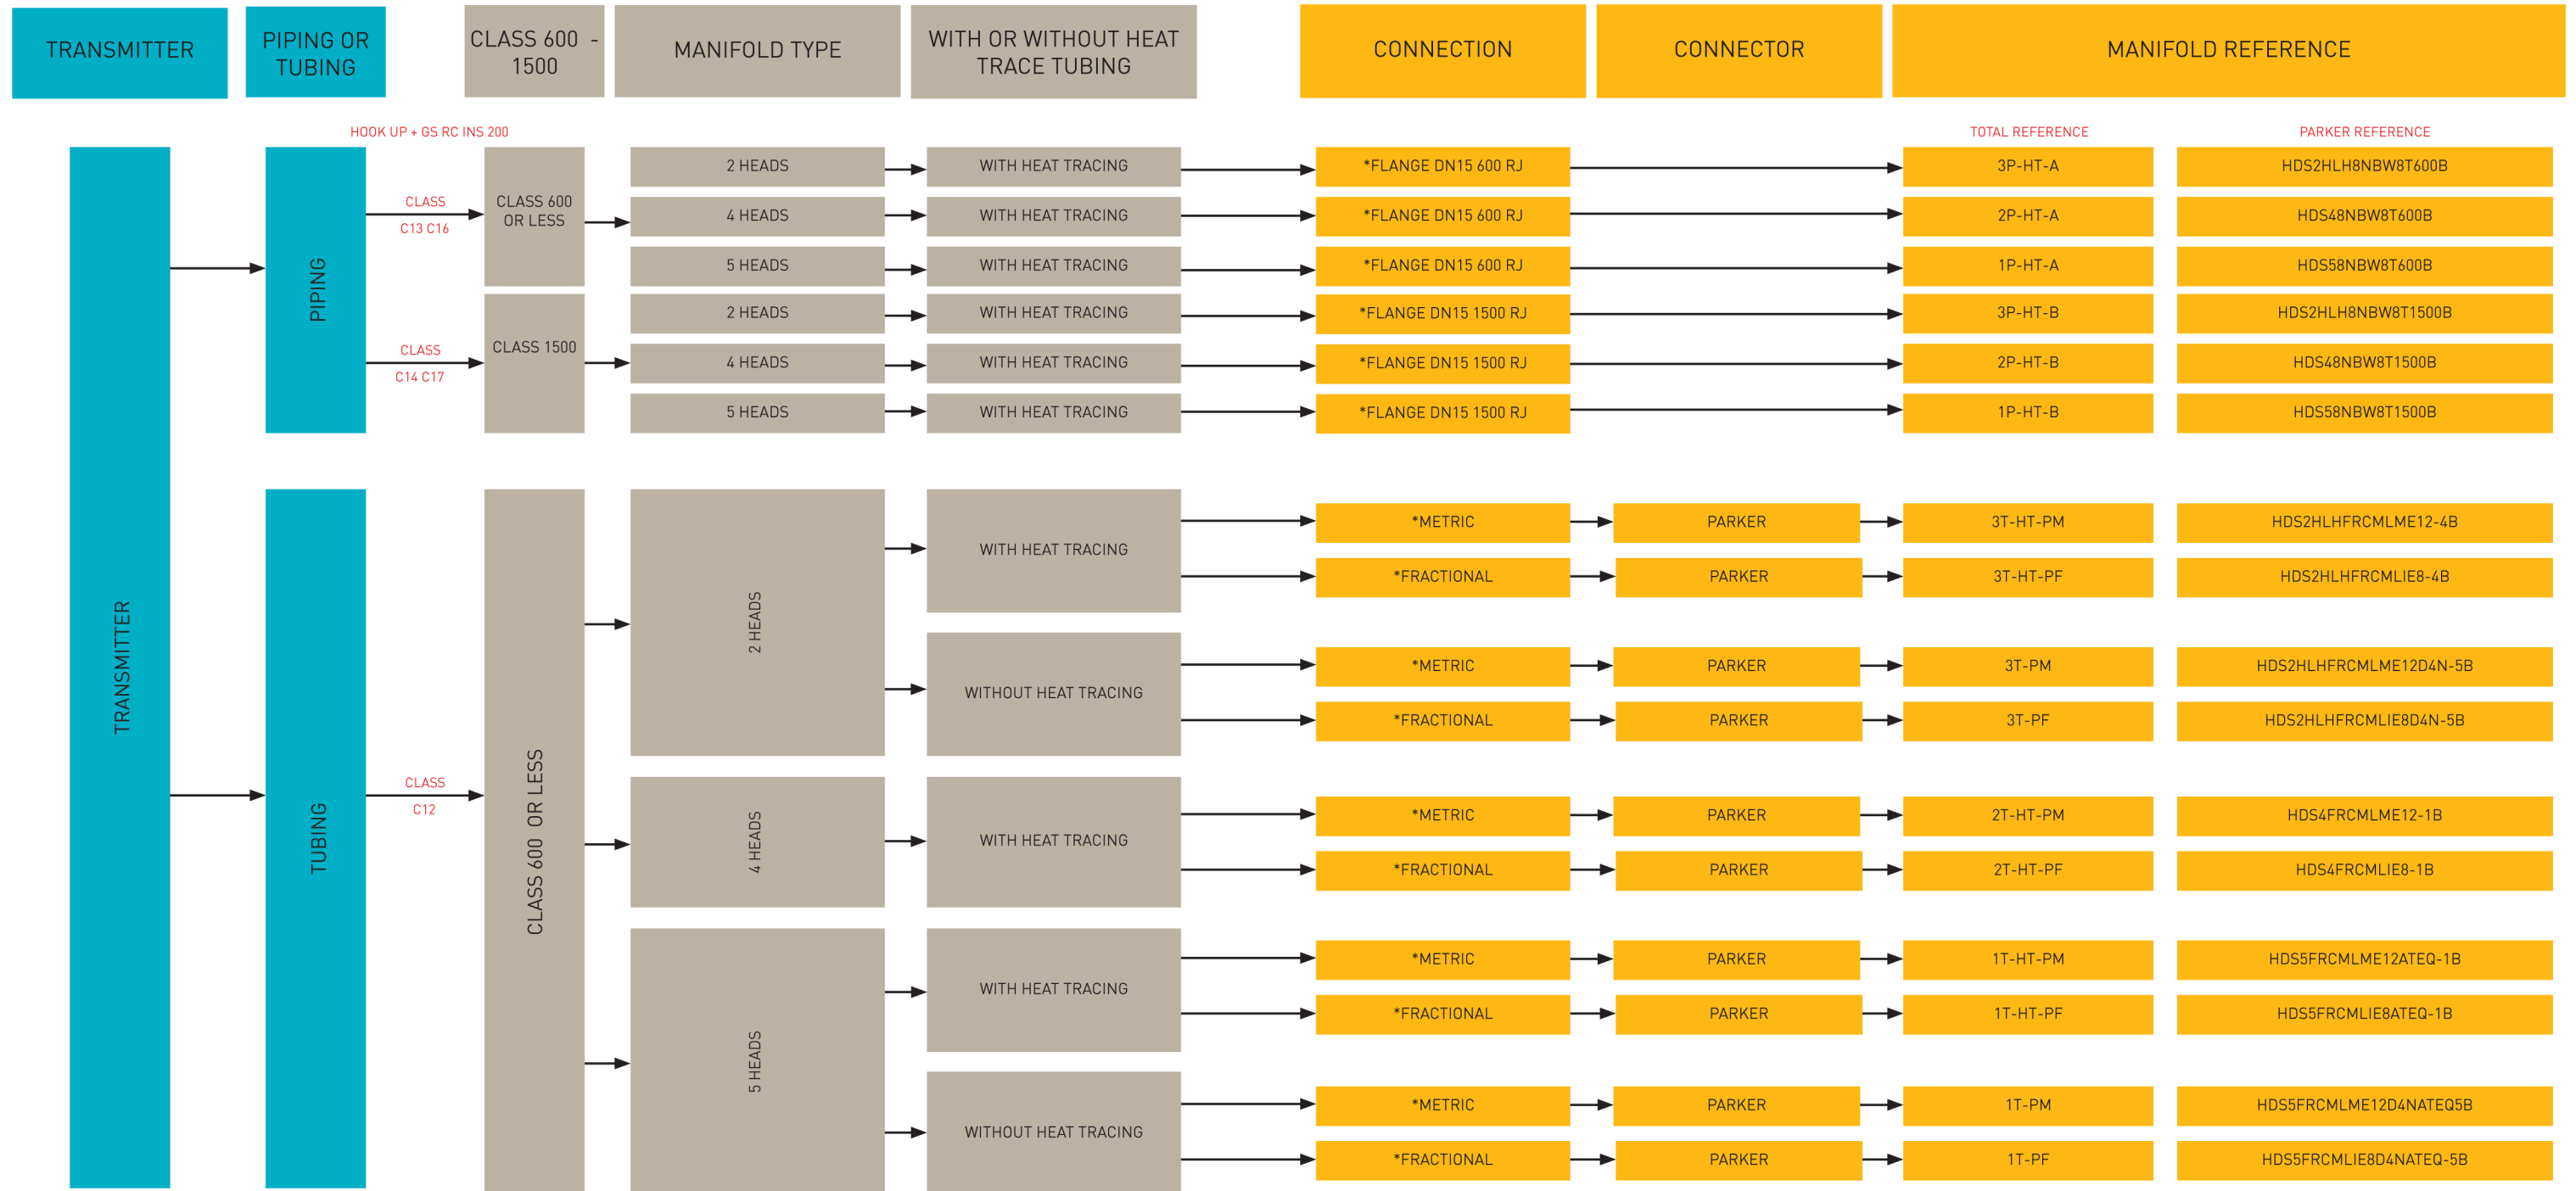 TRANSMITTER
PIPING OR
TUBING
CLASS 600 -
1500
MANIFOLD TYPE
WITH OR WITHOUT HEAT
TRACE TUBING
CONNECTION
CONNECTOR
MANIFOLD REFERENCE
HOOK UP + GS RC INS 200
TOTAL REFERENCE
PARKER REFERENCE
TRANSMITTER
PIPING
CLASS
C13 C16
CLASS 600
OR LESS
2 HEADS
WITH HEAT TRACING
*FLANGE DN15 600 RJ
3P-HT-A
HDS2HLH8NBW8T600B
4 HEADS
WITH HEAT TRACING
*FLANGE DN15 600 RJ
2P-HT-A
HDS48NBW8T600B
5 HEADS
WITH HEAT TRACING
*FLANGE DN15 600 RJ
1P-HT-A
HDS58NBW8T600B
CLASS
C14 C17
CLASS 1500
2 HEADS
WITH HEAT TRACING
*FLANGE DN15 1500 RJ
3P-HT-B
HDS2HLH8NBW8T1500B
4 HEADS
WITH HEAT TRACING
*FLANGE DN15 1500 RJ
2P-HT-B
HDS48NBW8T1500B
5 HEADS
WITH HEAT TRACING
*FLANGE DN15 1500 RJ
1P-HT-B
HDS58NBW8T1500B
TUBING
CLASS
C12
CLASS 600 OR LESS
2 HEADS
WITH HEAT TRACING
*METRIC
PARKER
3T-HT-PM
HDS2HLHFRCMLME12-4B
*FRACTIONAL
PARKER
3T-HT-PF
HDS2HLHFRCMLIE8-4B
WITHOUT HEAT TRACING
*METRIC
PARKER
3T-PM
HDS2HLHFRCMLME12D4N-5B
*FRACTIONAL
PARKER
3T-PF
HDS2HLHFRCMLIE8D4N-5B
4 HEADS
WITH HEAT TRACING
*METRIC
PARKER
2T-HT-PM
HDS4FRCMLME12-1B
*FRACTIONAL
PARKER
2T-HT-PF
HDS4FRCMLIE8-1B
5 HEADS
WITH HEAT TRACING
*METRIC
PARKER
1T-HT-PM
HDS5FRCMLME12ATEQ-1B
*FRACTIONAL
PARKER
1T-HT-PF
HDS5FRCMLIE8ATEQ-1B
WITHOUT HEAT TRACING
*METRIC
PARKER
1T-PM
HDS5FRCMLME12D4NATEQ5B
*FRACTIONAL
PARKER
1T-PF
HDS5FRCMLIE8D4NATEQ-5B